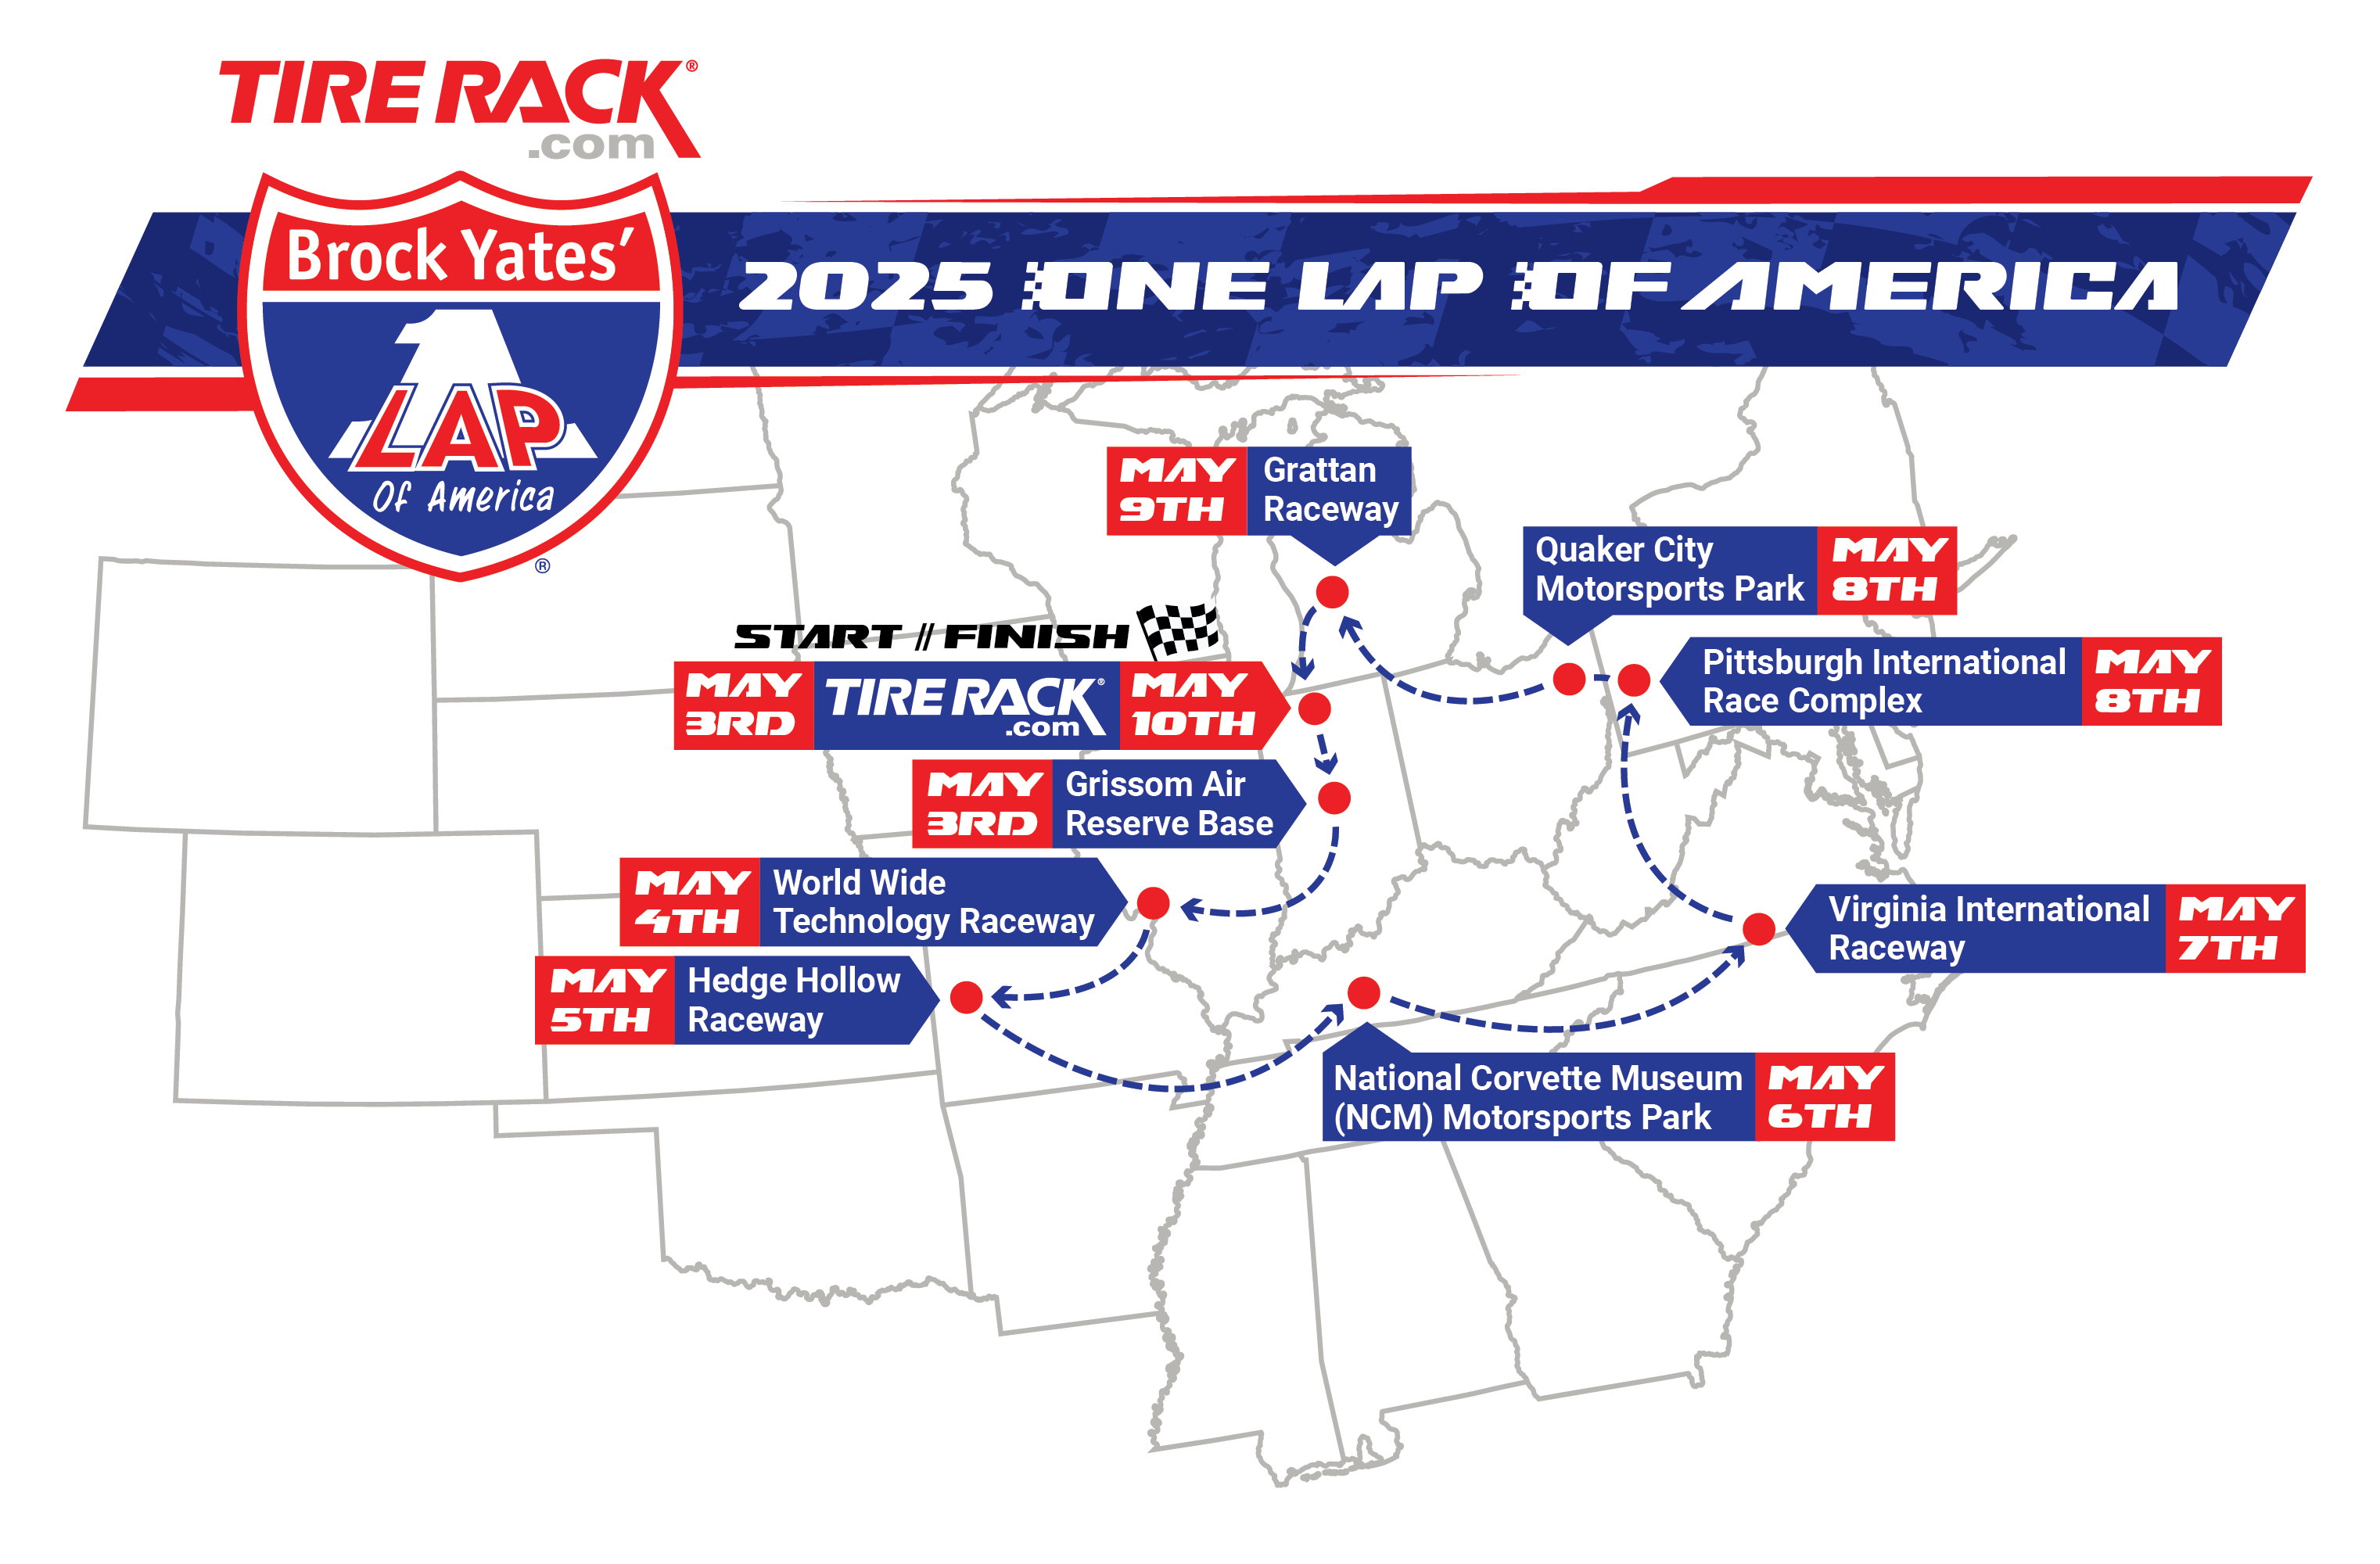 TIRE RACK®
.com
Brock Yates'
1
LAP
Of America
®
2025 ONE LAP OF AMERICA
MAY
9TH
Grattan
Raceway
Quaker City
Motorsports Park
MAY
8TH
START // FINISH
MAY
3RD
TIRE RACK®
.com
MAY
10TH
Pittsburgh International
Race Complex
MAY
8TH
MAY
3RD
Grissom Air
Reserve Base
MAY
4TH
World Wide
Technology Raceway
Virginia International
Raceway
MAY
7TH
MAY
5TH
Hedge Hollow
Raceway
National Corvette Museum
(NCM) Motorsports Park
MAY
6TH